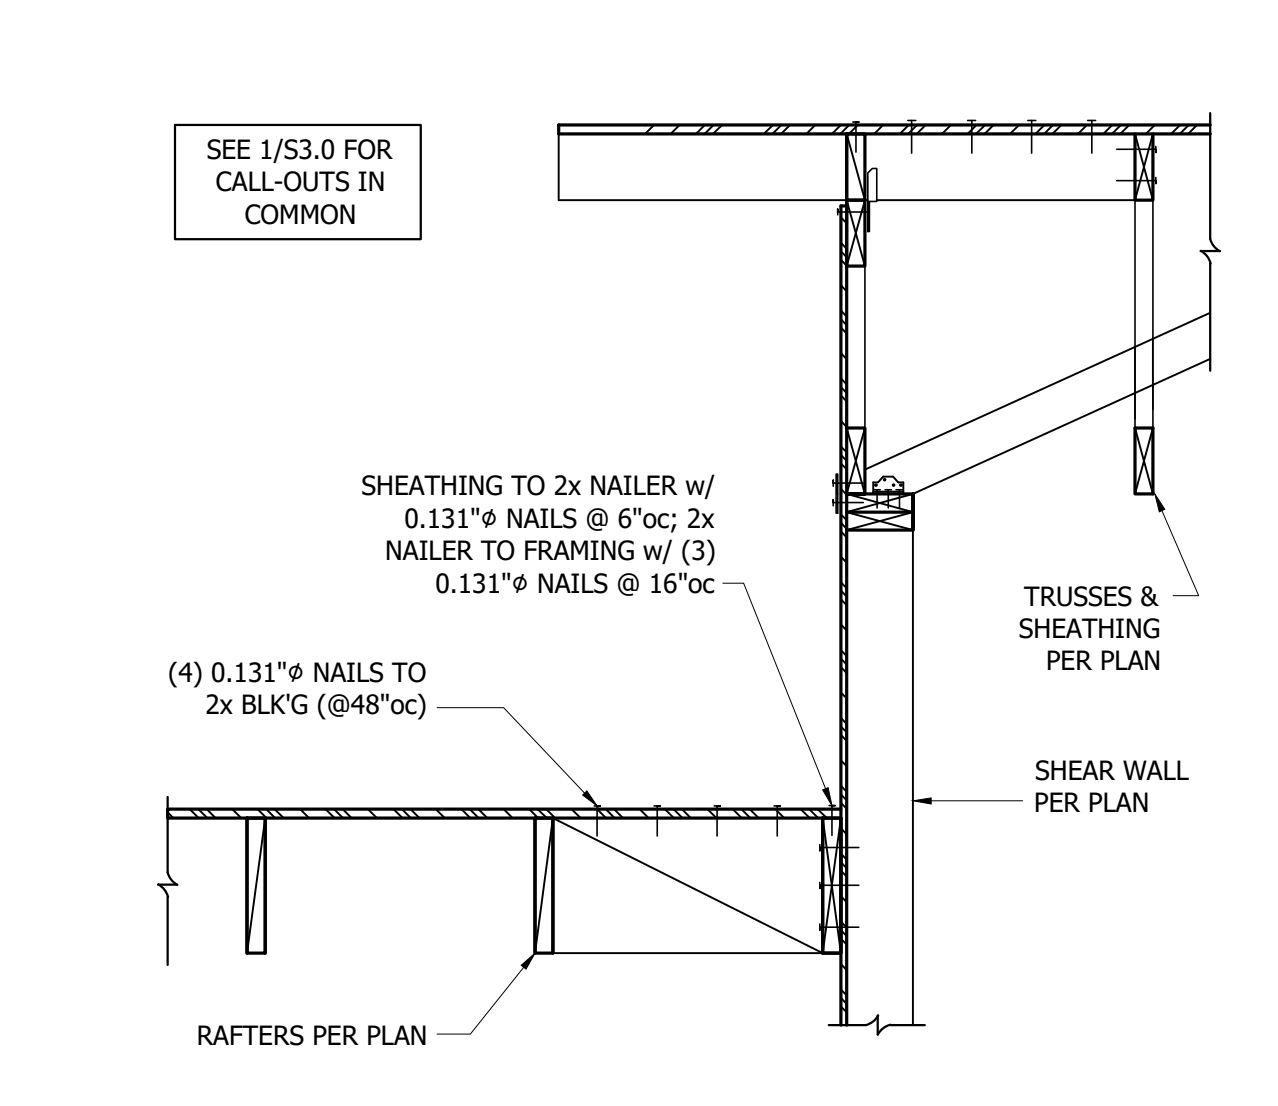 SEE 1/S3.0 FOR
CALL-OUTS IN
COMMON
SHEATHING TO 2x NAILER w/
0.131"⌀ NAILS @ 6"oc; 2x
NAILER TO FRAMING w/ (3)
0.131"⌀ NAILS @ 16"oc
TRUSSES &
SHEATHING
PER PLAN
(4) 0.131"⌀ NAILS TO
2x BLK'G (@48"oc)
SHEAR WALL
PER PLAN
RAFTERS PER PLAN